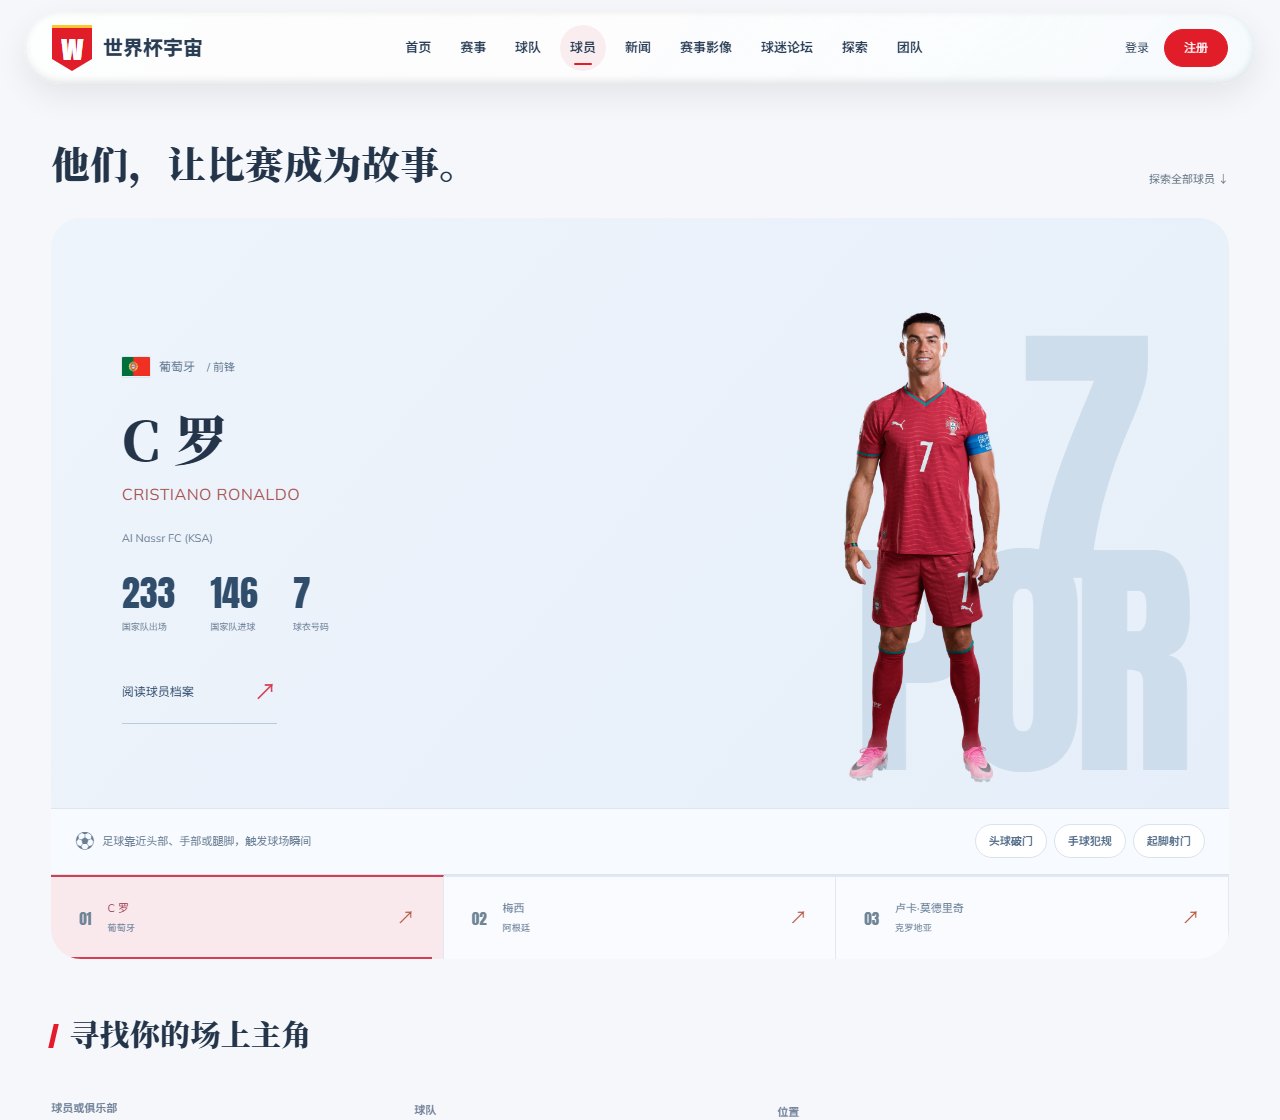 W 世界杯宇宙 首页 赛事 球队 球员 新闻 赛事影像 球迷论坛 探索 团队 登录 注册
他们，让比赛成为故事。
探索全部球员 ↓
葡萄牙 / 前锋
C 罗
CRISTIANO RONALDO
Al Nassr FC (KSA)
233 146 7
国家队出场 国家队进球 球衣号码
阅读球员档案
7
POR
7
7
足球靠近头部、手部或腿脚，触发球场瞬间 头球破门 手球犯规 起脚射门
01 C 罗 葡萄牙
02 梅西 阿根廷
03 卢卡·莫德里奇 克罗地亚
寻找你的场上主角
球员或俱乐部 球队 位置